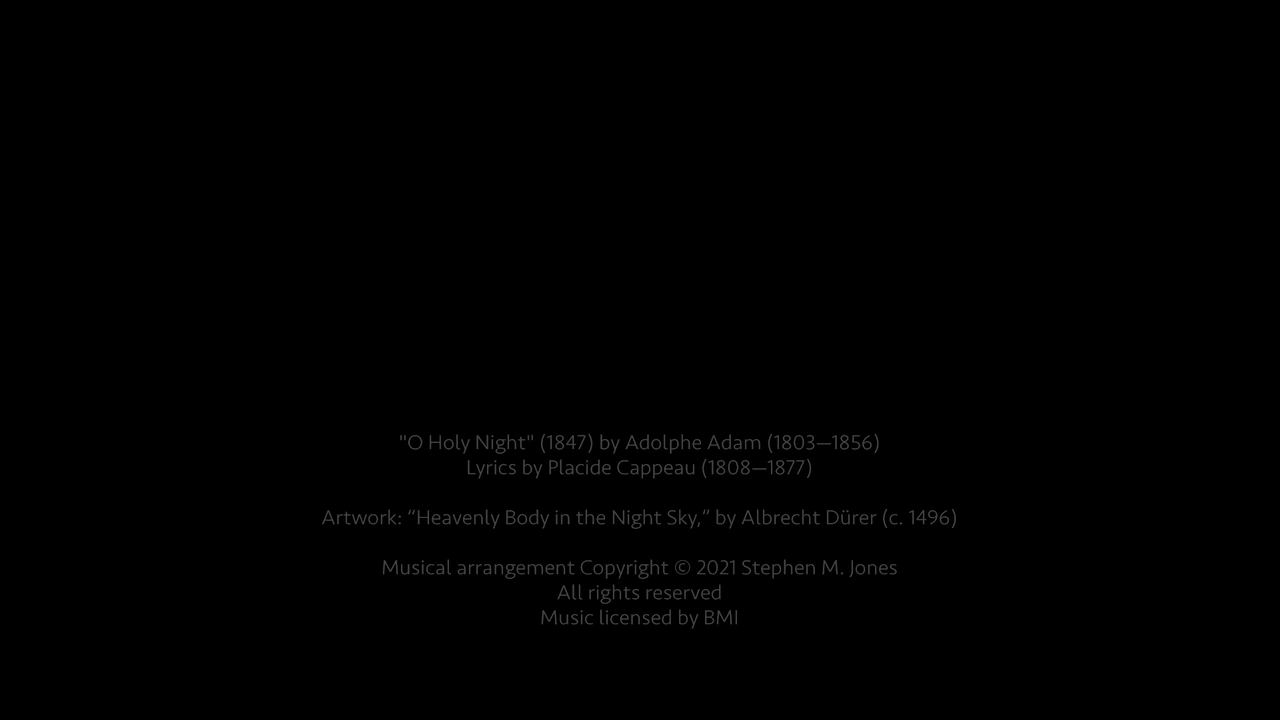 "O Holy Night" (1847) by Adolphe Adam (1803—1856)
Lyrics by Placide Cappeau (1808—1877)
Artwork: “Heavenly Body in the Night Sky,” by Albrecht Dürer (c. 1496)
Musical arrangement Copyright © 2021 Stephen M. Jones
All rights reserved
Music licensed by BMI